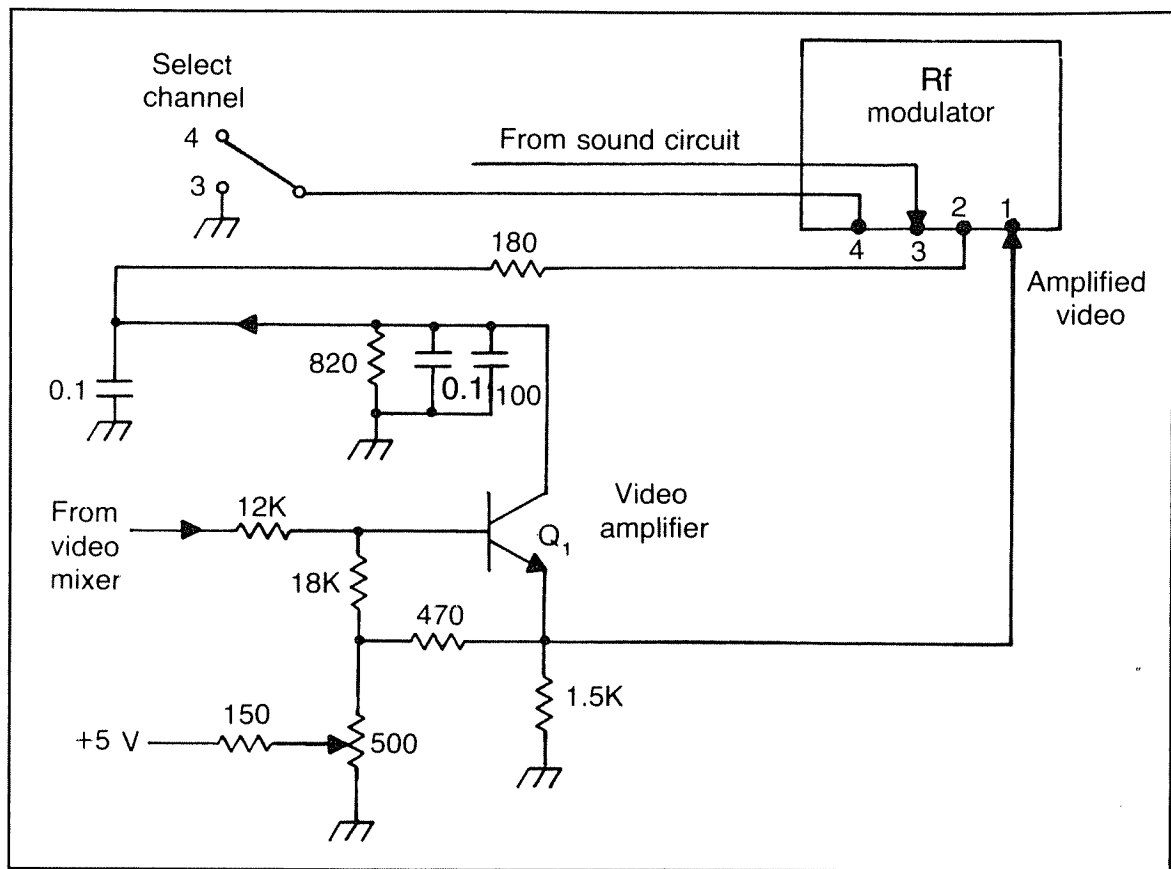 Select
channel
4
3
From sound circuit
Rf
modulator
4
3
2
1
180
Amplified
video
820
0.1
100
0.1
From
video
mixer
12K
Video
amplifier
Q1
18K
470
1.5K
+5 V
150
500